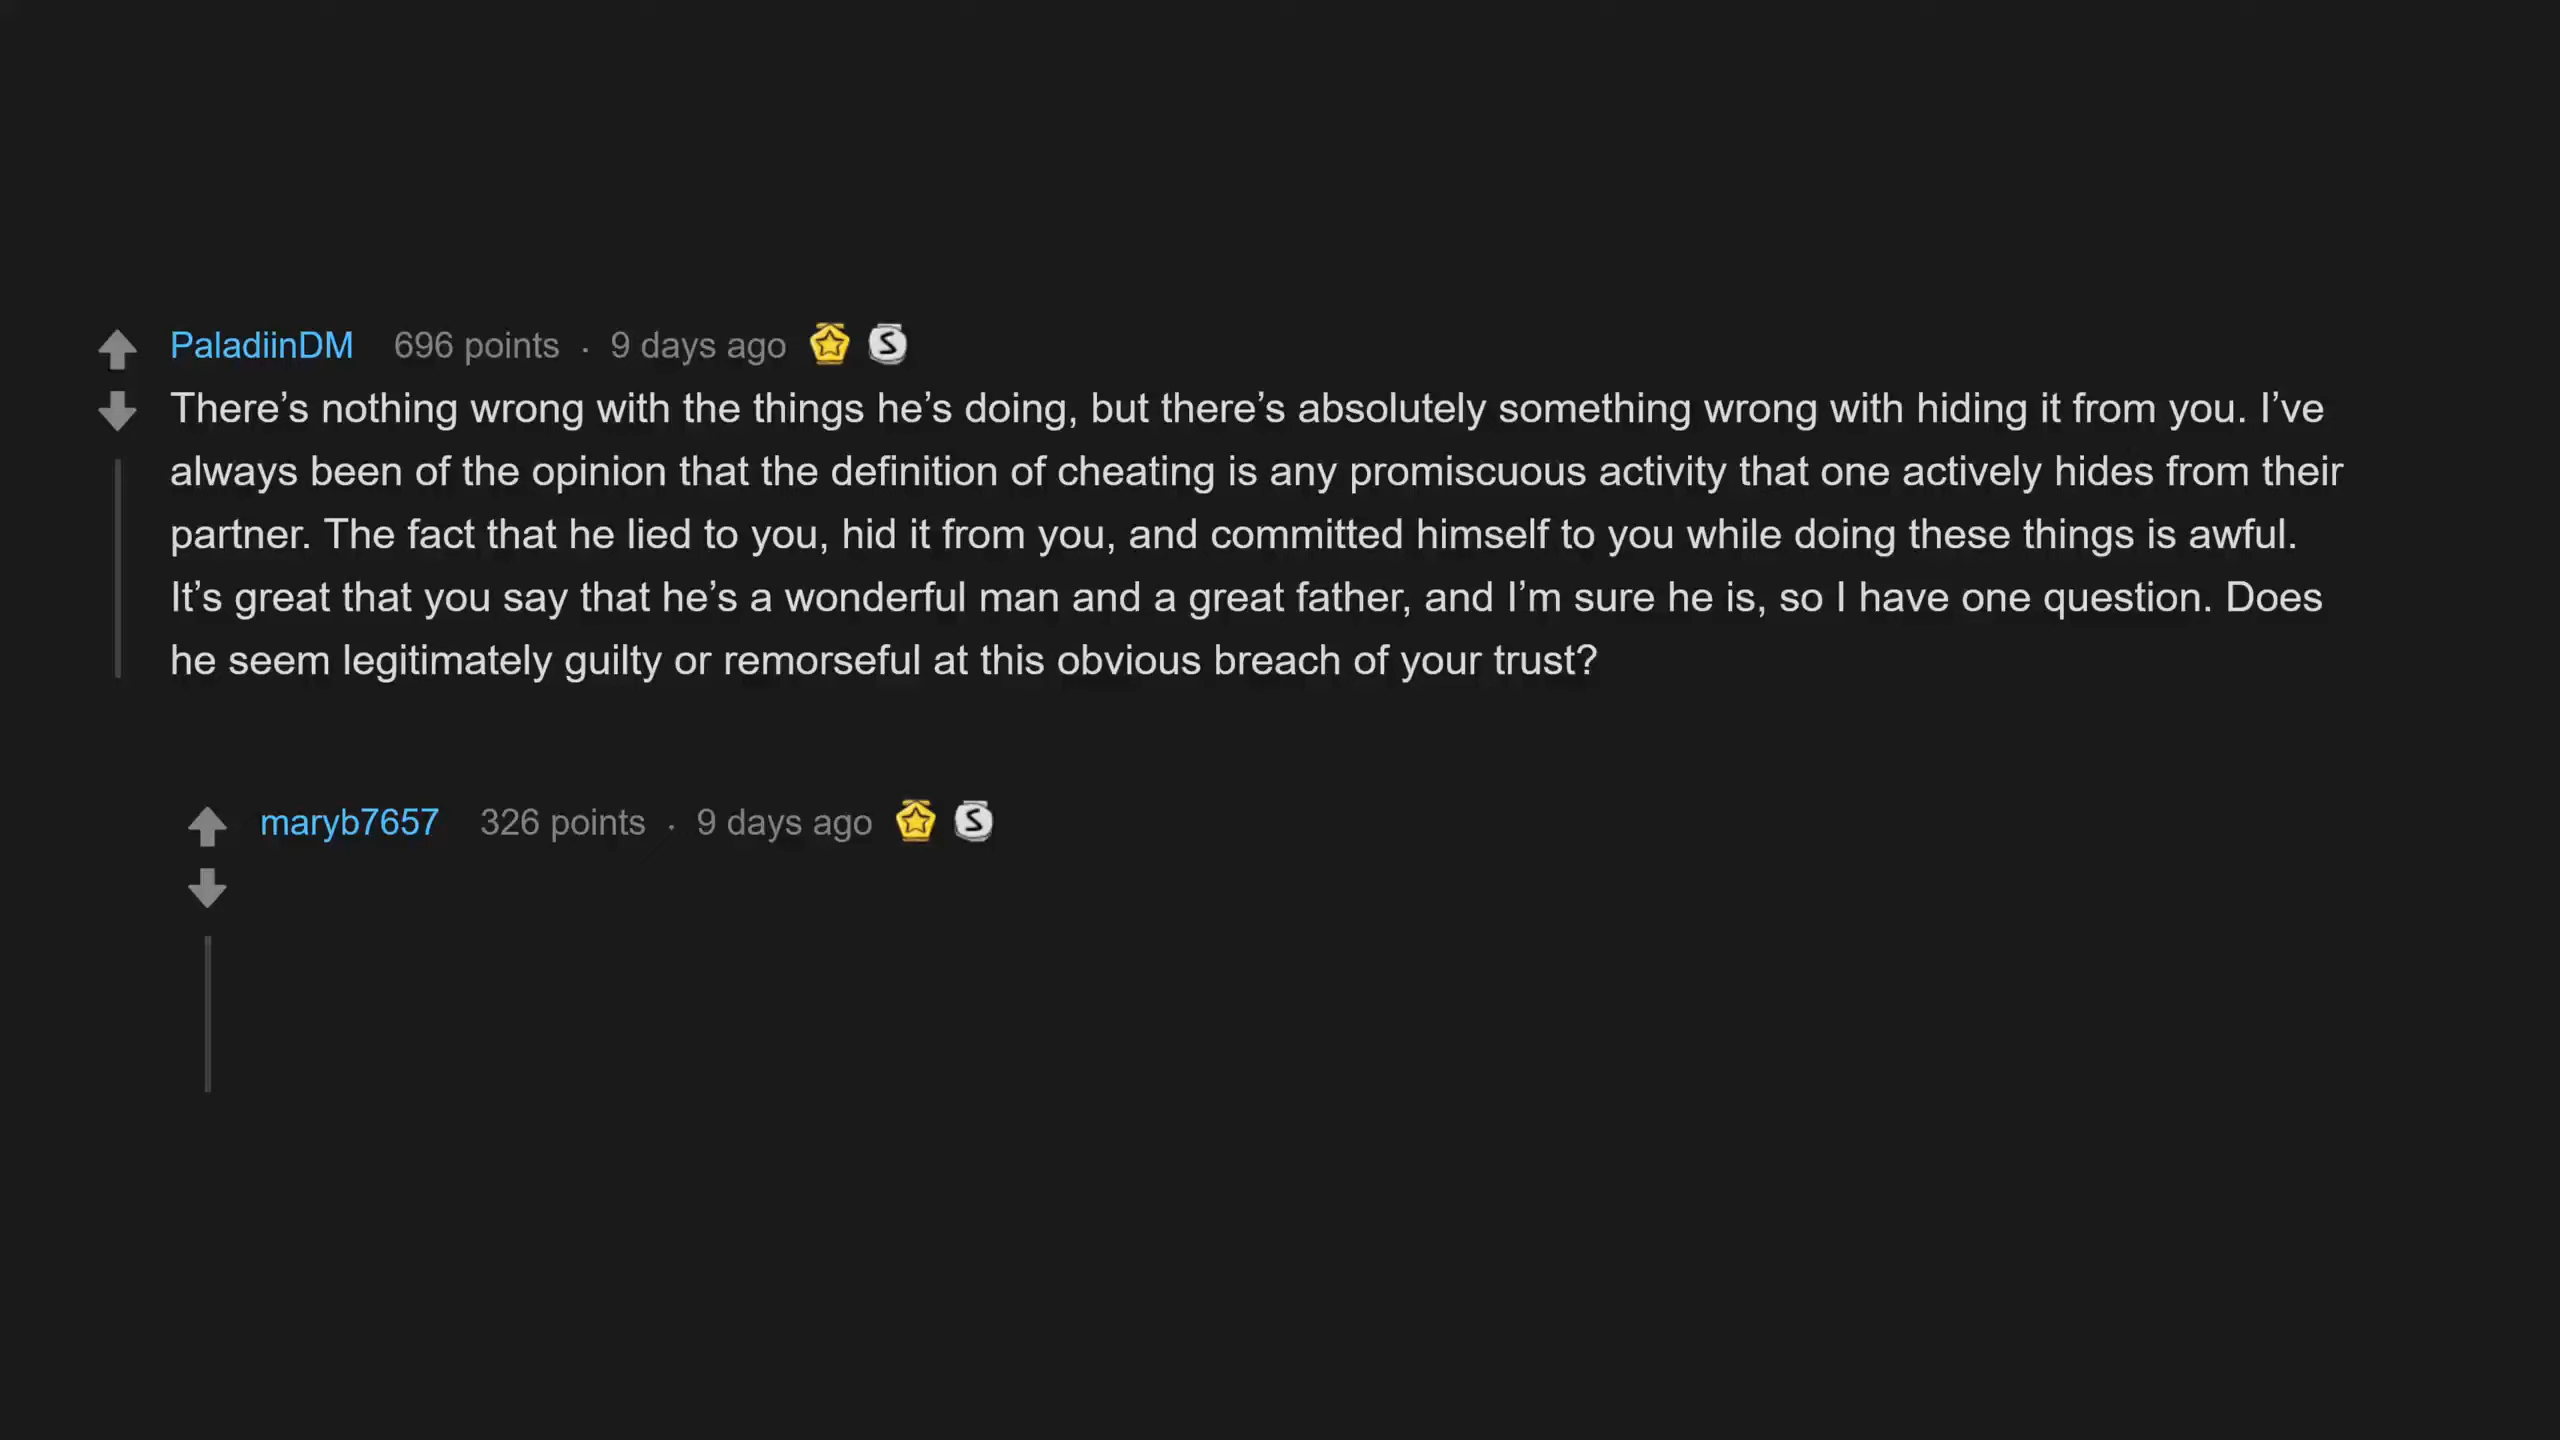 PaladiinDM 696 points · 9 days ago S
There’s nothing wrong with the things he’s doing, but there’s absolutely something wrong with hiding it from you. I’ve
always been of the opinion that the definition of cheating is any promiscuous activity that one actively hides from their
partner. The fact that he lied to you, hid it from you, and committed himself to you while doing these things is awful.
It’s great that you say that he’s a wonderful man and a great father, and I’m sure he is, so I have one question. Does
he seem legitimately guilty or remorseful at this obvious breach of your trust?
maryb7657 326 points · 9 days ago S